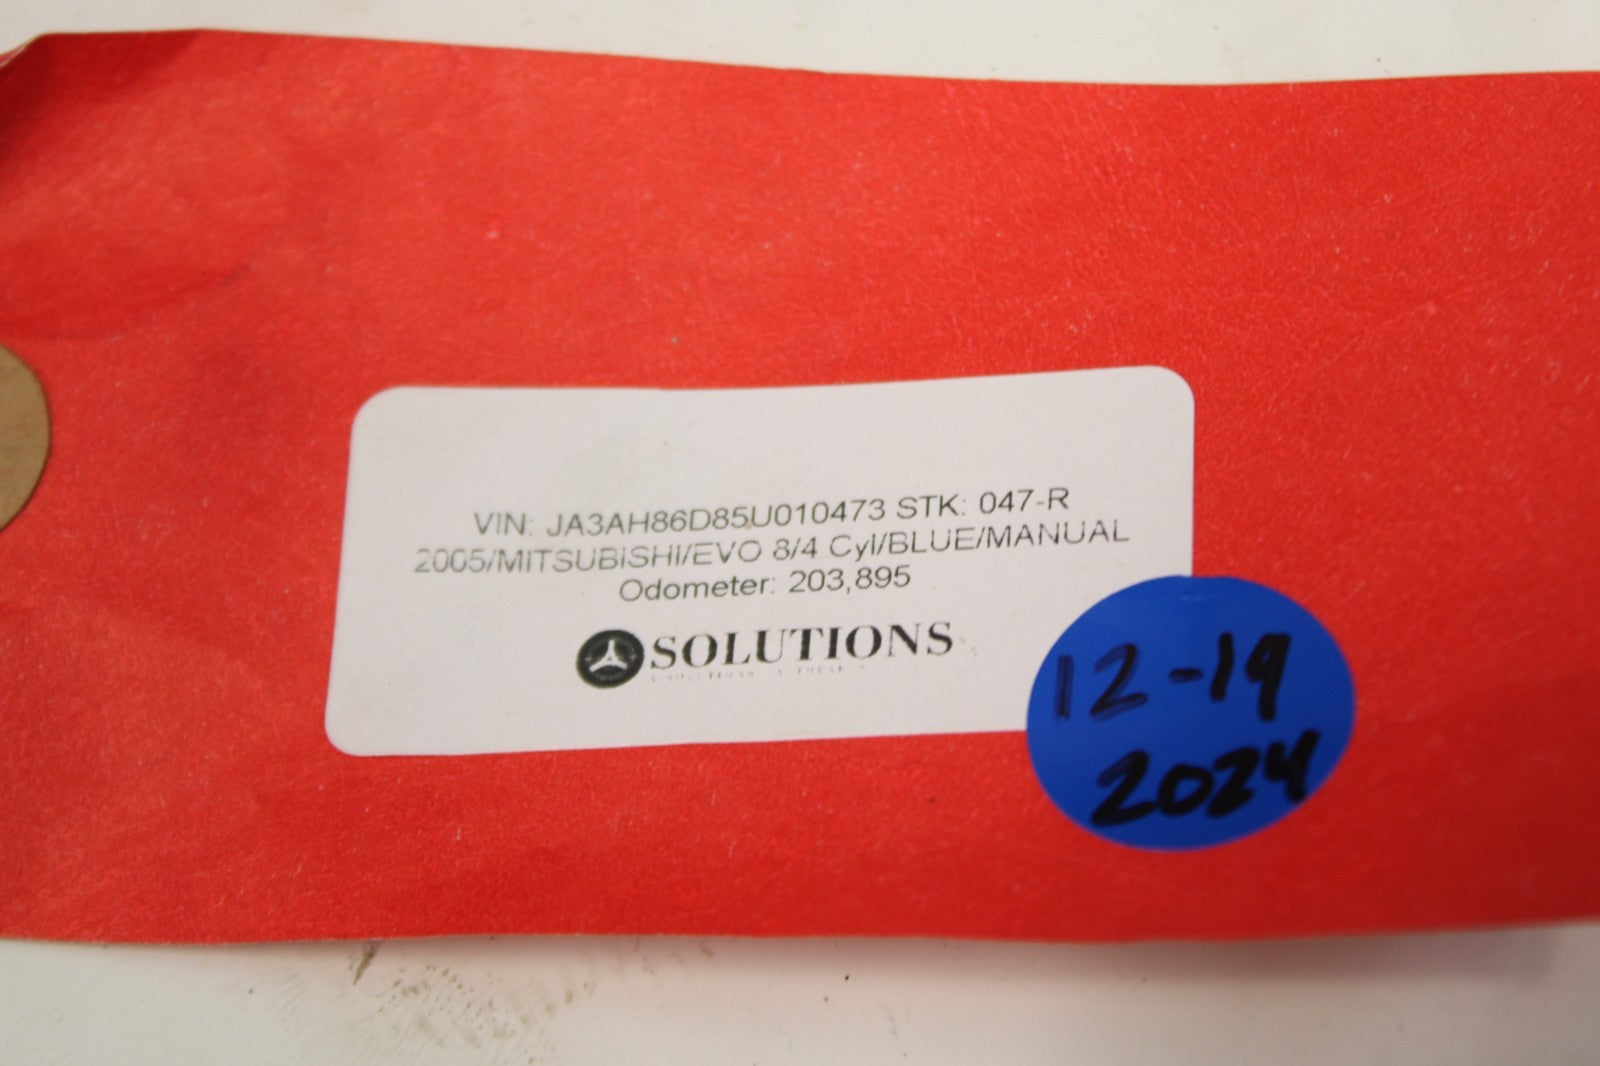 VIN: JA3AH86D85U010473 STK: 047-R
2005/MITSUBISHI/EVO 8/4 Cyl/BLUE/MANUAL
Odometer: 203,895
SOLUTIONS
12-19
2024